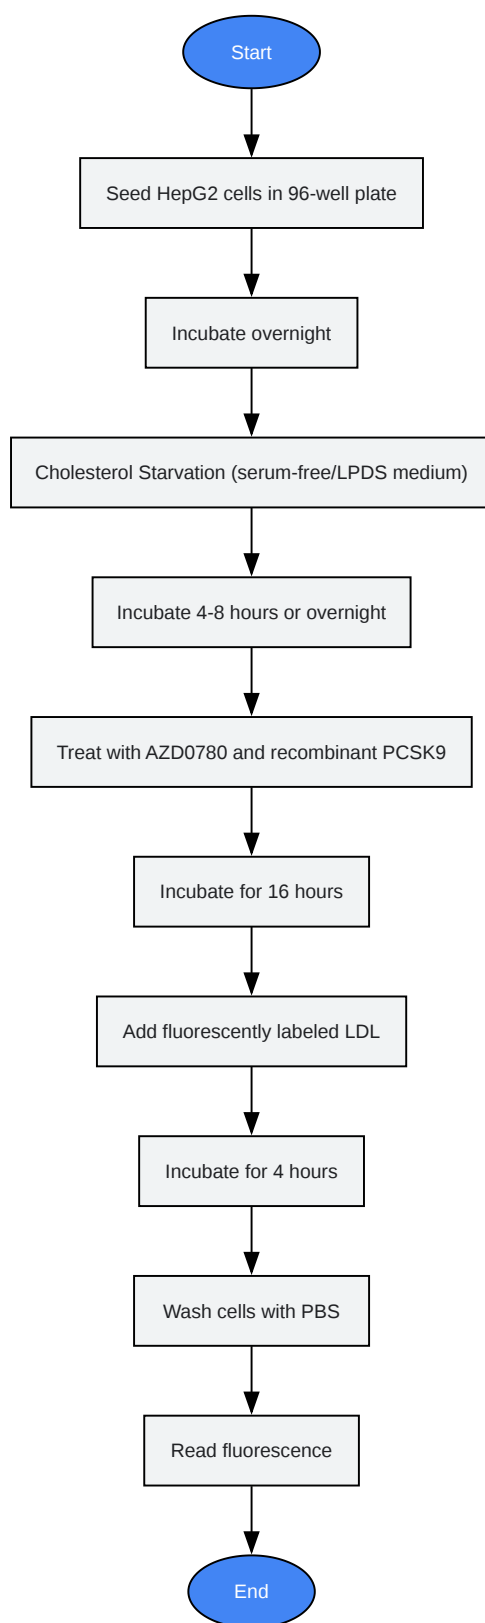 Start
Seed HepG2 cells in 96-well plate
Incubate overnight
Cholesterol Starvation (serum-free/LPDS medium)
Incubate 4-8 hours or overnight
Treat with AZD0780 and recombinant PCSK9
Incubate for 16 hours
Add fluorescently labeled LDL
Incubate for 4 hours
Wash cells with PBS
Read fluorescence
End